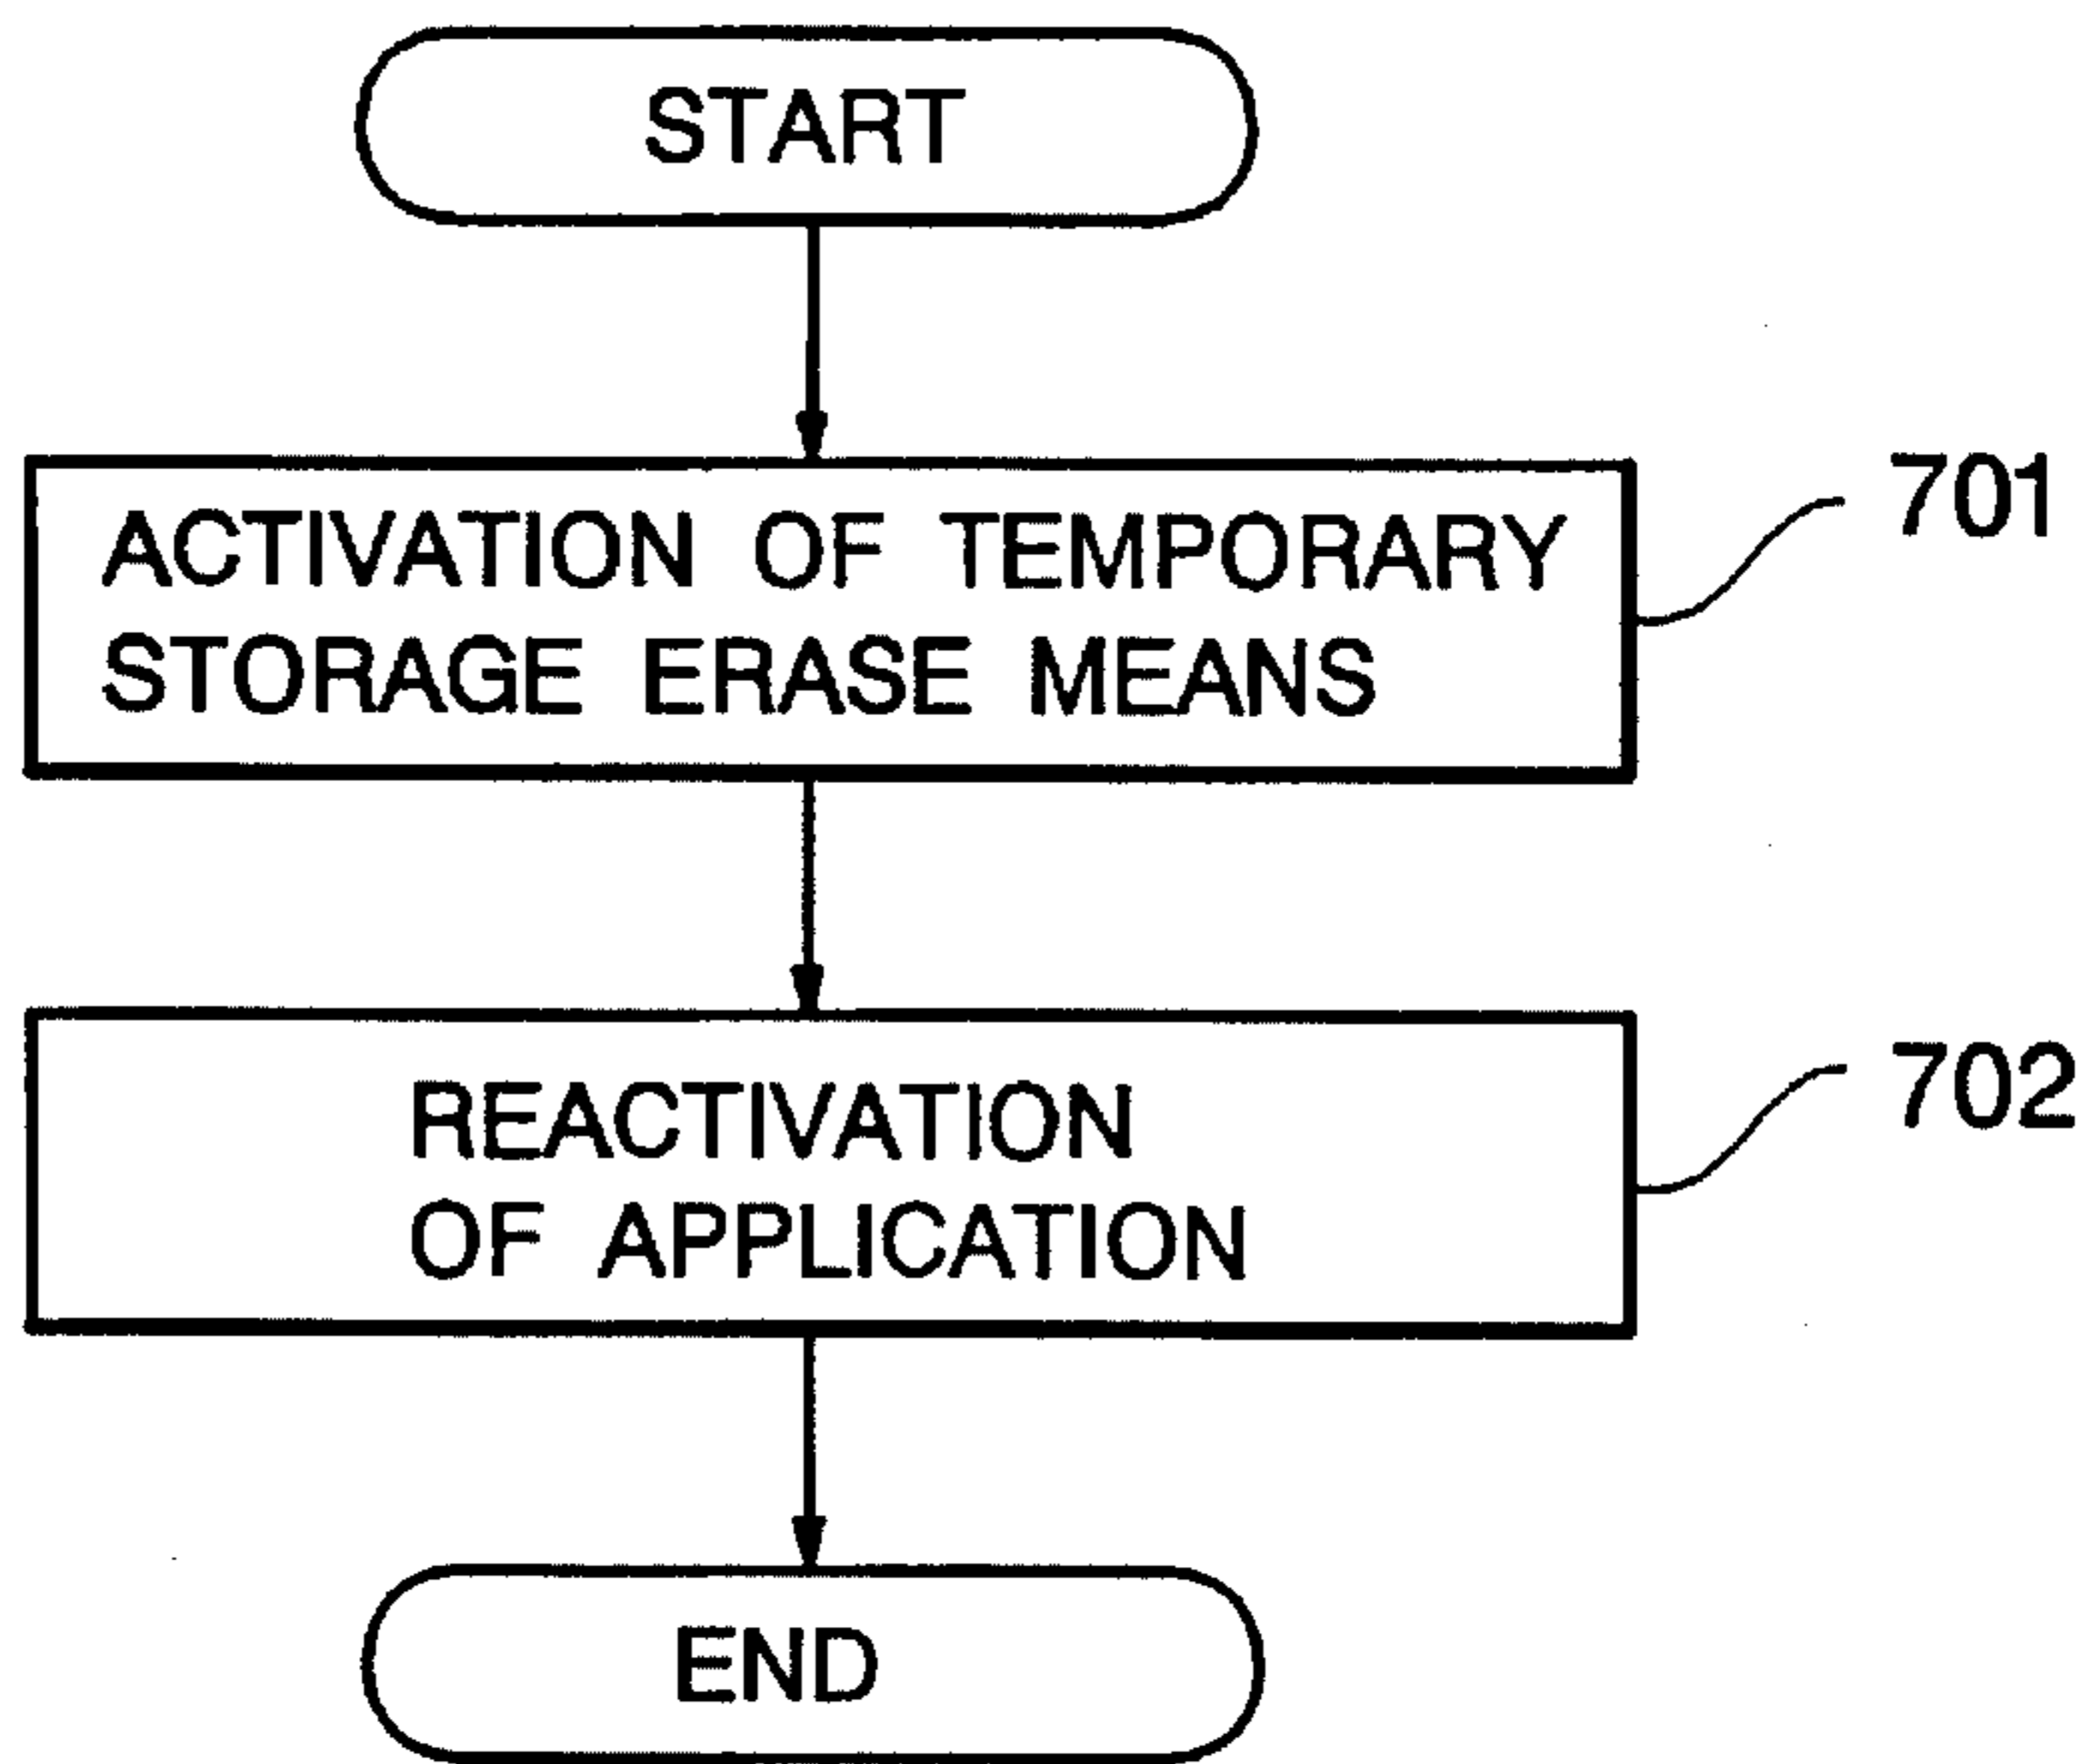 START
ACTIVATION OF TEMPORARY
STORAGE ERASE MEANS
701
REACTIVATION
OF APPLICATION
702
END